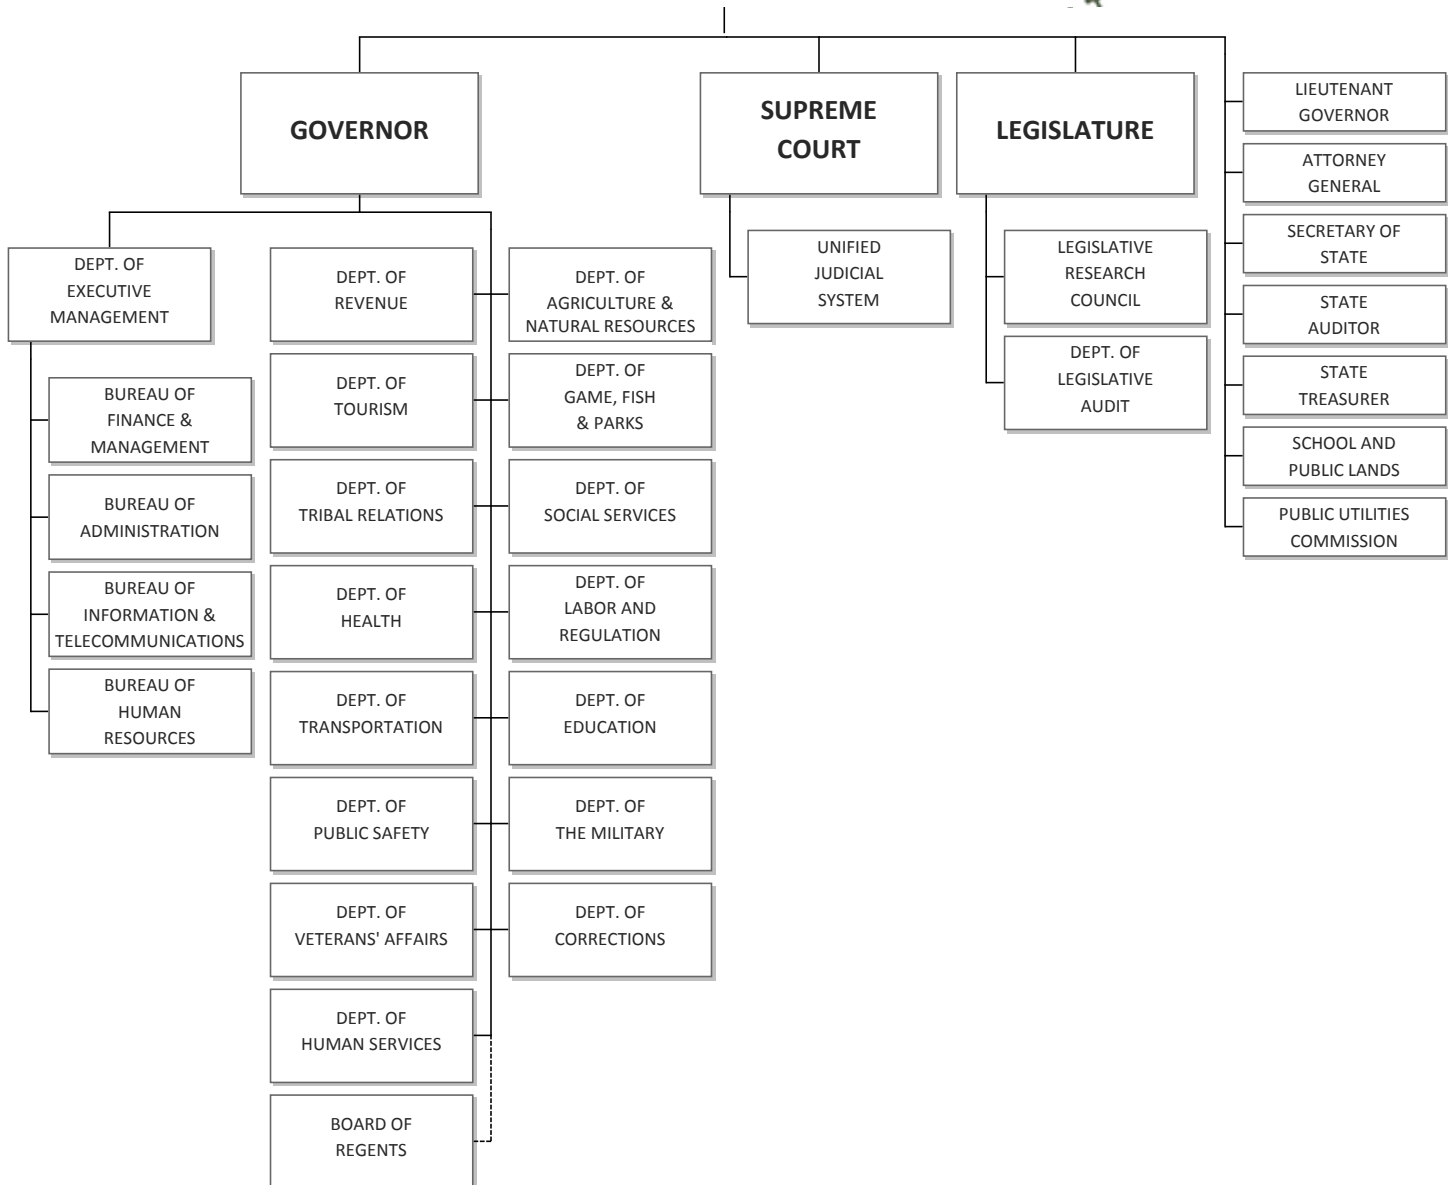 GOVERNOR
SUPREME
COURT
LEGISLATURE
LIEUTENANT
GOVERNOR
ATTORNEY
GENERAL
SECRETARY OF
STATE
STATE
AUDITOR
STATE
TREASURER
SCHOOL AND
PUBLIC LANDS
PUBLIC UTILITIES
COMMISSION
DEPT. OF
EXECUTIVE
MANAGEMENT
BUREAU OF
FINANCE &
MANAGEMENT
BUREAU OF
ADMINISTRATION
BUREAU OF
INFORMATION &
TELECOMMUNICATIONS
BUREAU OF
HUMAN
RESOURCES
DEPT. OF
REVENUE
DEPT. OF
TOURISM
DEPT. OF
TRIBAL RELATIONS
DEPT. OF
HEALTH
DEPT. OF
TRANSPORTATION
DEPT. OF
PUBLIC SAFETY
DEPT. OF
VETERANS' AFFAIRS
DEPT. OF
HUMAN SERVICES
BOARD OF
REGENTS
DEPT. OF
AGRICULTURE &
NATURAL RESOURCES
DEPT. OF
GAME, FISH
& PARKS
DEPT. OF
SOCIAL SERVICES
DEPT. OF
LABOR AND
REGULATION
DEPT. OF
EDUCATION
DEPT. OF
THE MILITARY
DEPT. OF
CORRECTIONS
UNIFIED
JUDICIAL
SYSTEM
LEGISLATIVE
RESEARCH
COUNCIL
DEPT. OF
LEGISLATIVE
AUDIT